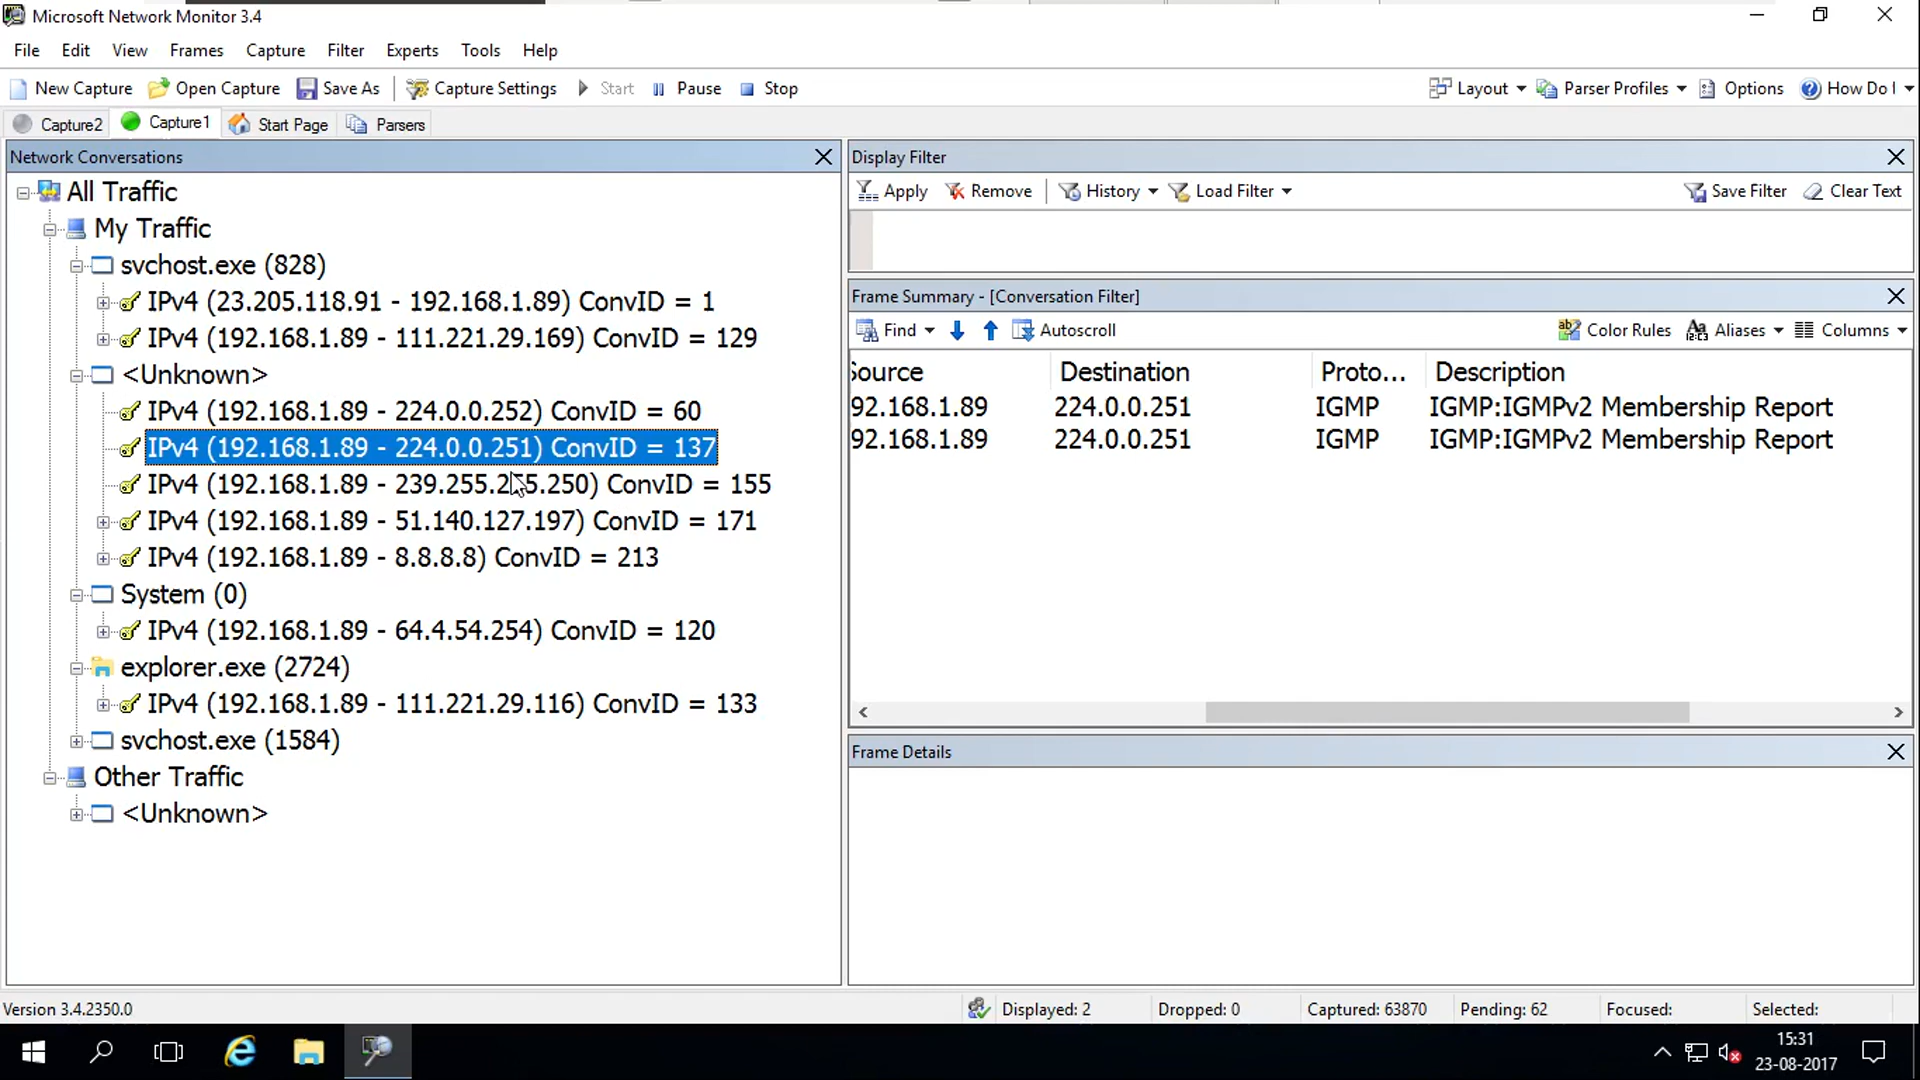 Microsoft Network Monitor 3.4
File Edit View Frames Capture Filter Experts Tools Help
New Capture Open Capture Save As Capture Settings Start Pause Stop Layout Parser Profiles Options How Do I
Capture2 Capture1 Start Page Parsers
Network Conversations
All Traffic
My Traffic
svchost.exe (828)
IPv4 (23.205.118.91 - 192.168.1.89) ConvID = 1
IPv4 (192.168.1.89 - 111.221.29.169) ConvID = 129
<Unknown>
IPv4 (192.168.1.89 - 224.0.0.252) ConvID = 60
IPv4 (192.168.1.89 - 224.0.0.251) ConvID = 137
IPv4 (192.168.1.89 - 239.255.255.250) ConvID = 155
IPv4 (192.168.1.89 - 51.140.127.197) ConvID = 171
IPv4 (192.168.1.89 - 8.8.8.8) ConvID = 213
System (0)
IPv4 (192.168.1.89 - 64.4.54.254) ConvID = 120
explorer.exe (2724)
IPv4 (192.168.1.89 - 111.221.29.116) ConvID = 133
svchost.exe (1584)
Other Traffic
<Unknown>
Display Filter
Apply Remove History Load Filter Save Filter Clear Text
Frame Summary - [Conversation Filter]
Find Autoscroll Color Rules Aliases Columns
Source Destination Proto... Description
92.168.1.89 224.0.0.251 IGMP IGMP:IGMPv2 Membership Report
92.168.1.89 224.0.0.251 IGMP IGMP:IGMPv2 Membership Report
Frame Details
Version 3.4.2350.0 Displayed: 2 Dropped: 0 Captured: 63870 Pending: 62 Focused: Selected:
15:31
23-08-2017